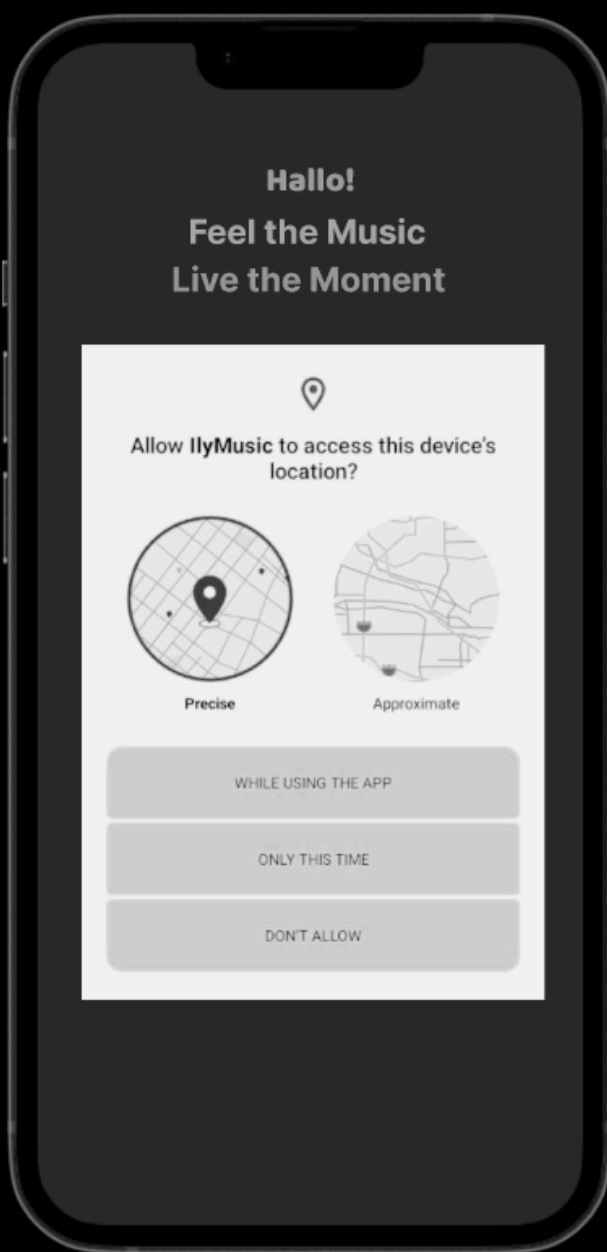 Hallo!
Feel the Music
Live the Moment
Allow IlyMusic to access this device's
location?
Precise
Approximate
WHILE USING THE APP
ONLY THIS TIME
DON'T ALLOW